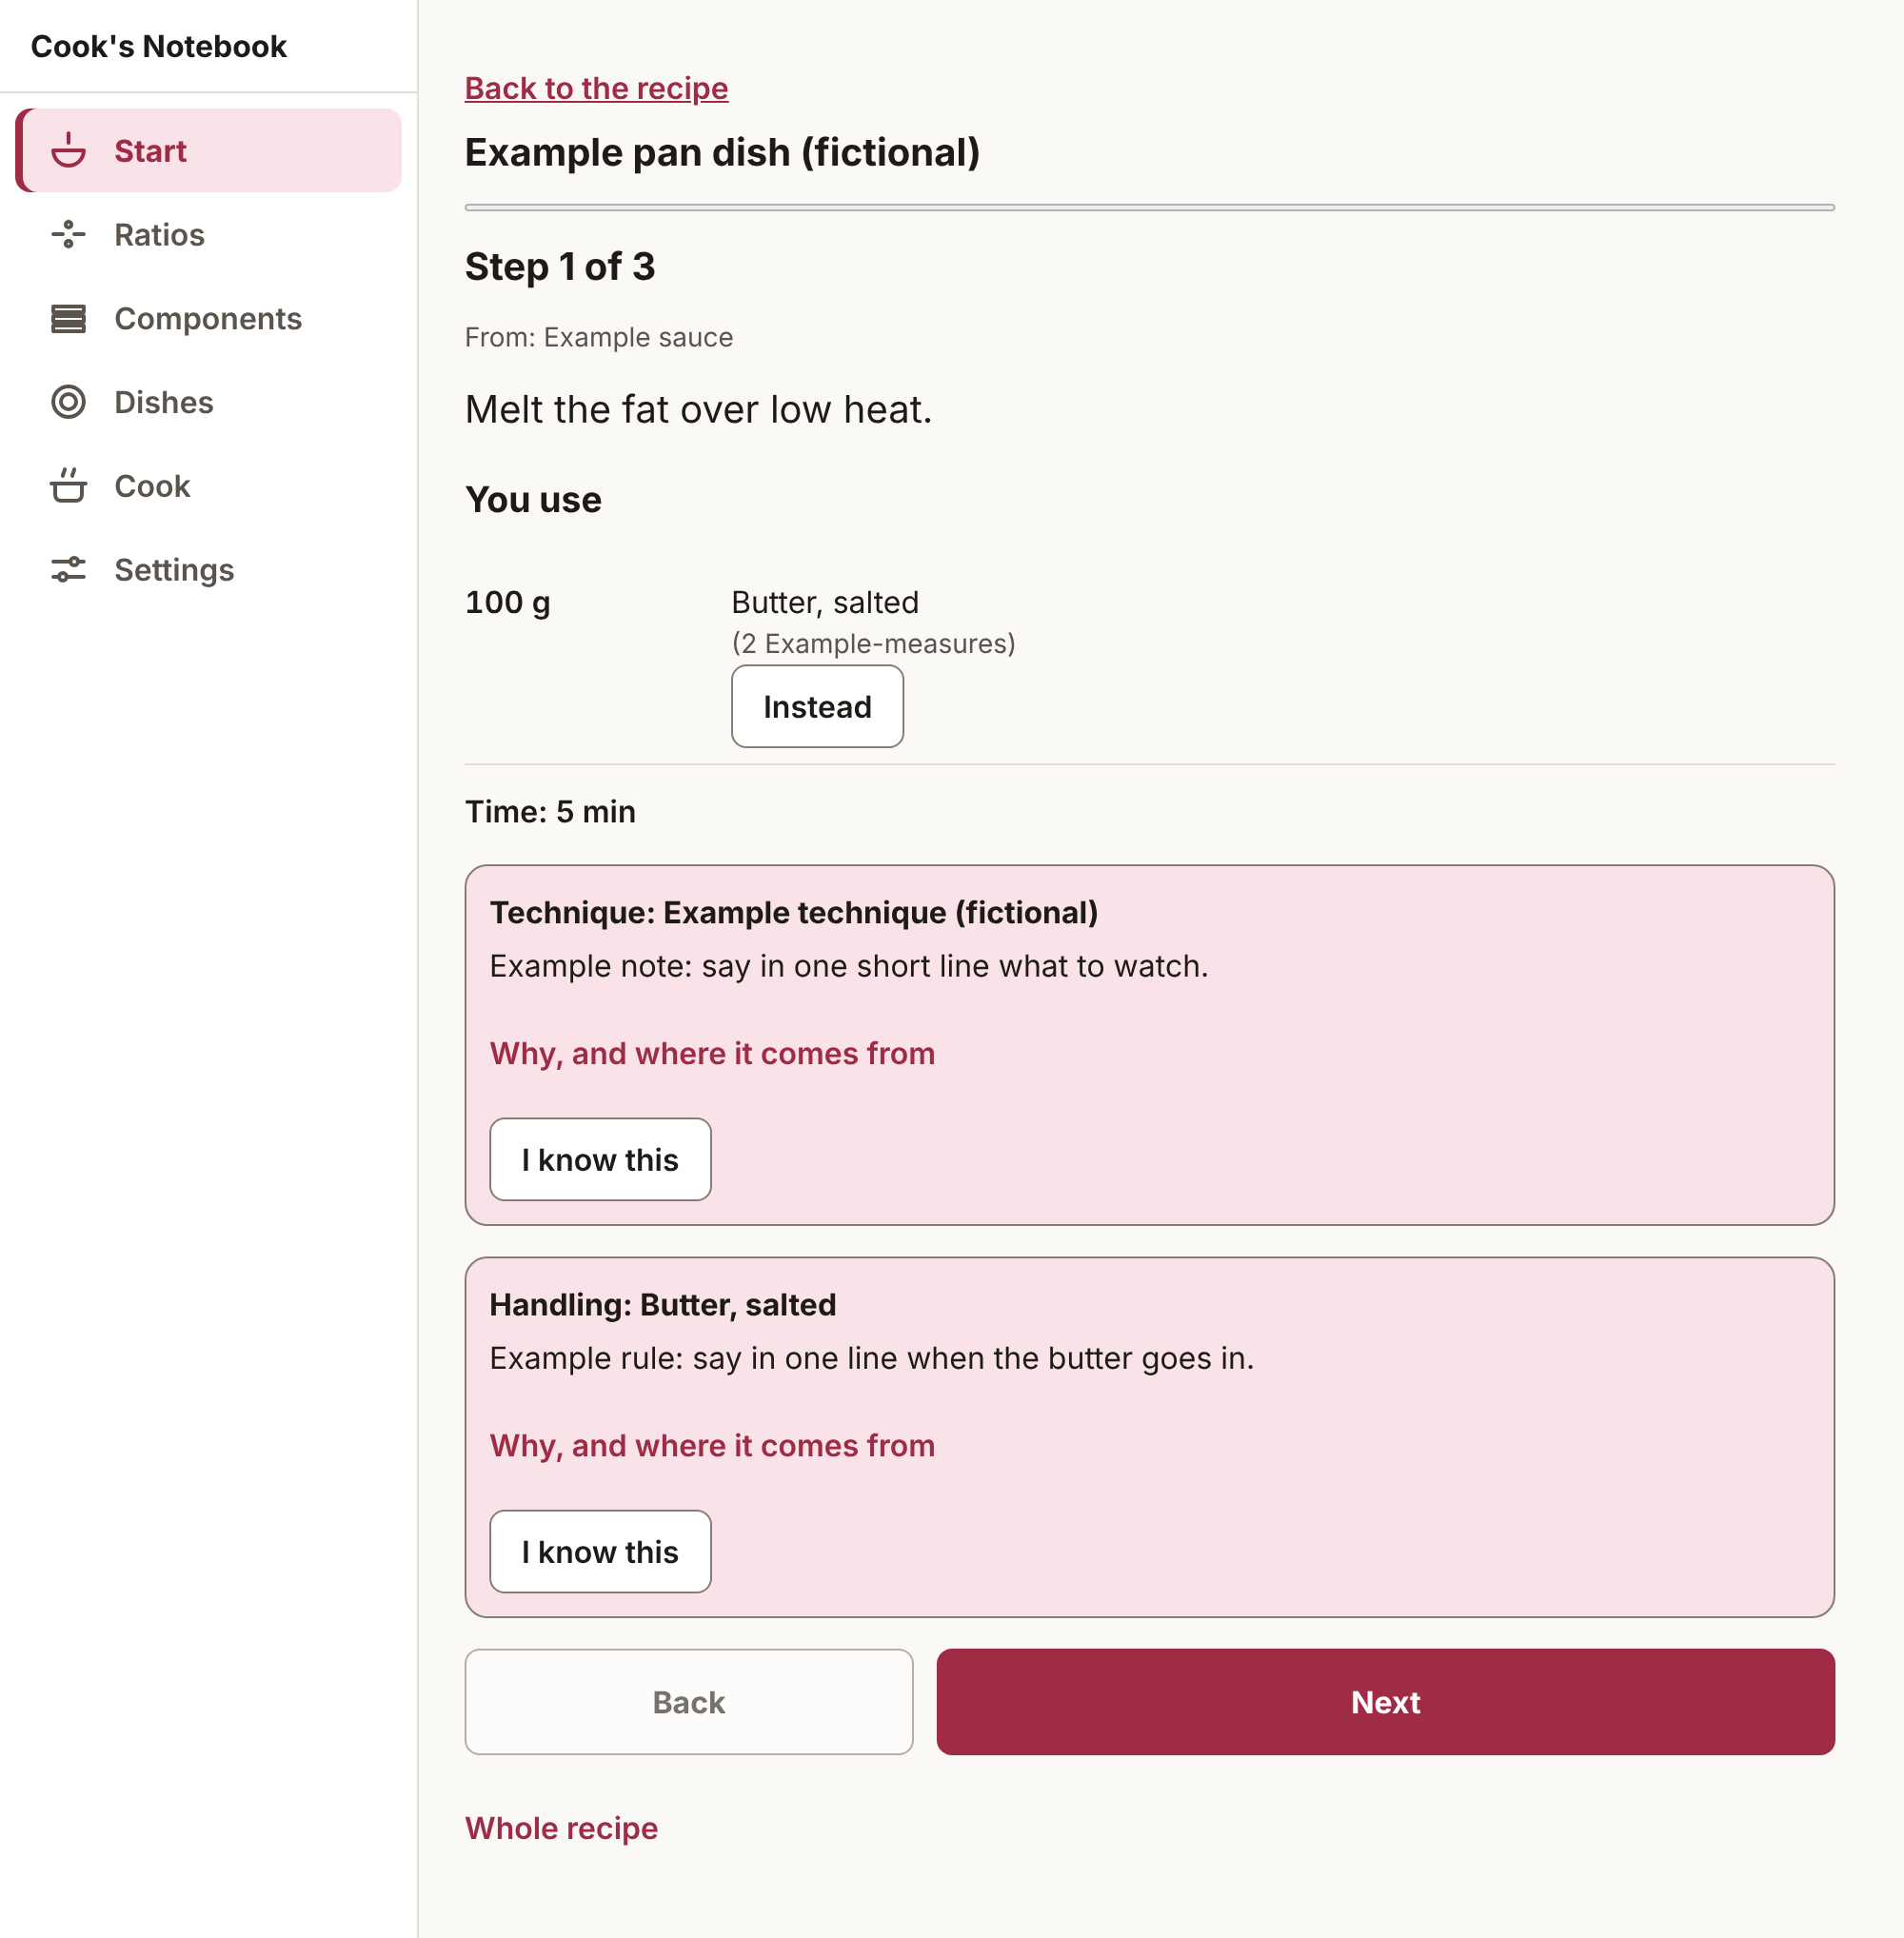 Cook's Notebook
Start
Ratios
Components
Dishes
Cook
Settings
Back to the recipe
Example pan dish (fictional)
Step 1 of 3
From: Example sauce
Melt the fat over low heat.
You use
100 g
Butter, salted
(2 Example-measures)
Instead
Time: 5 min
Technique: Example technique (fictional)
Example note: say in one short line what to watch.
Why, and where it comes from
I know this
Handling: Butter, salted
Example rule: say in one line when the butter goes in.
Why, and where it comes from
I know this
Back
Next
Whole recipe